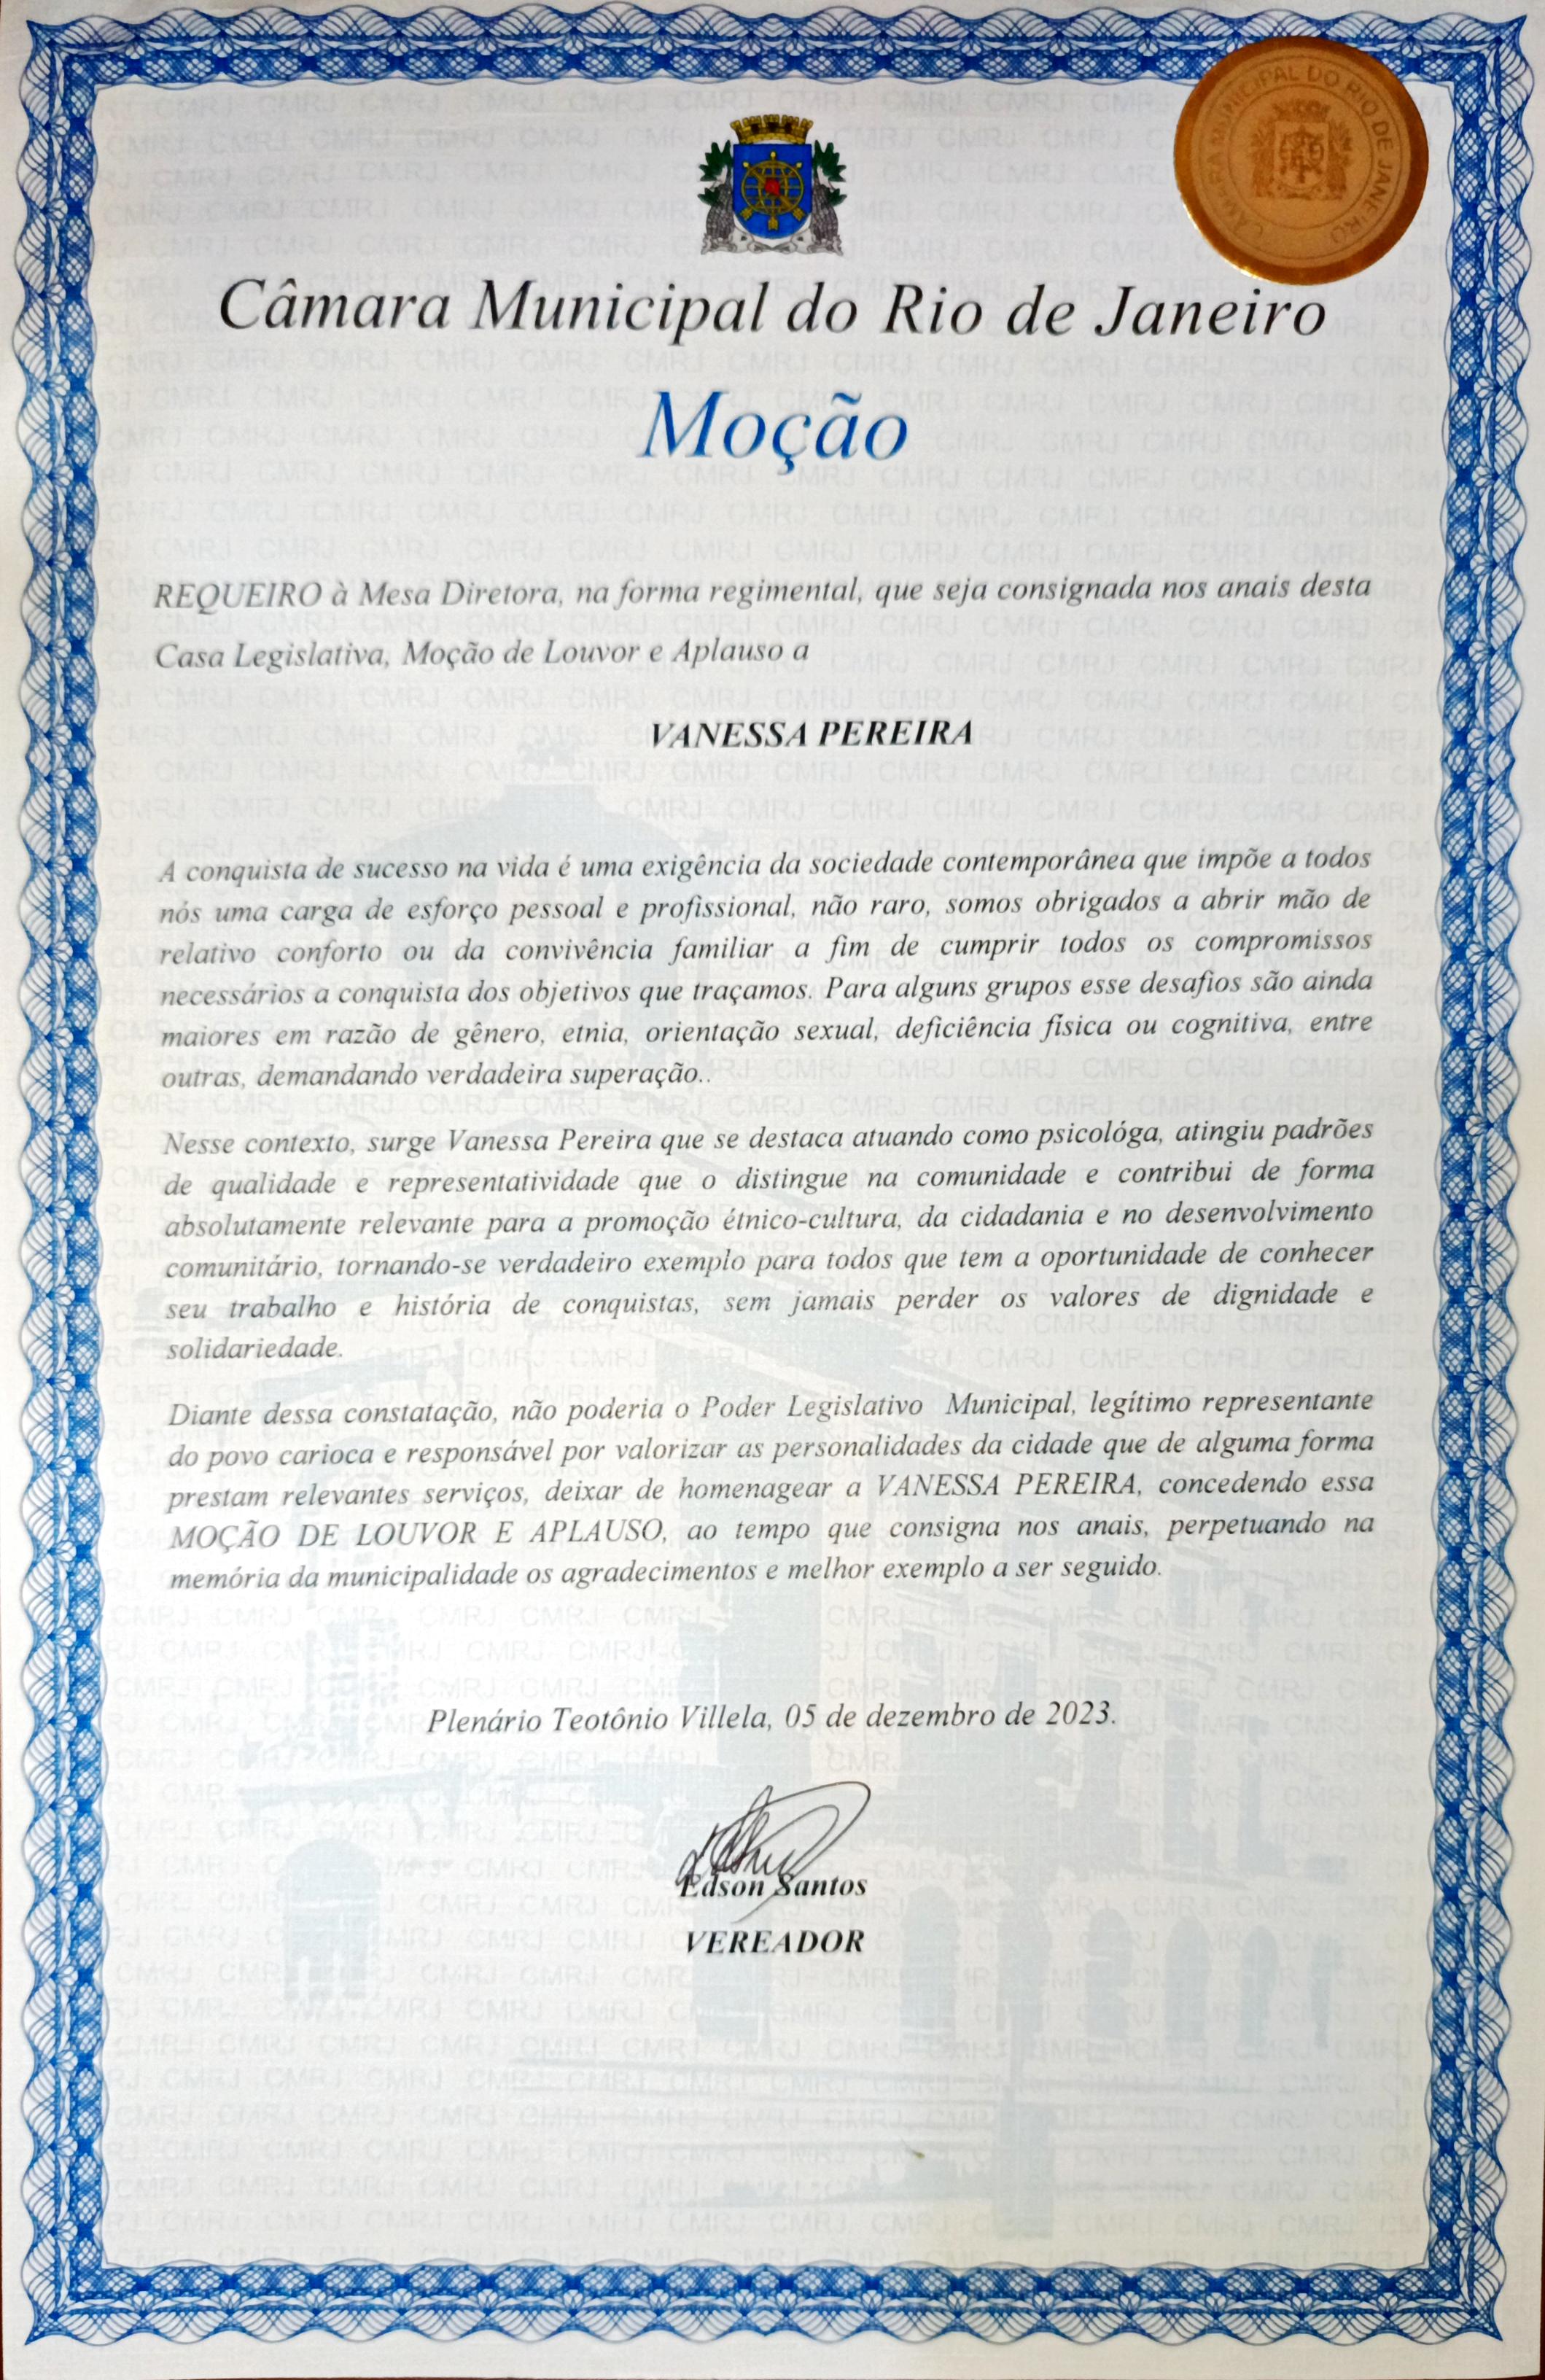 CÂMARA MUNICIPAL DO RIO DE JANEIRO
Câmara Municipal do Rio de Janeiro
Moção
REQUEIRO à Mesa Diretora, na forma regimental, que seja consignada nos anais desta
Casa Legislativa, Moção de Louvor e Aplauso a
VANESSA PEREIRA
A conquista de sucesso na vida é uma exigência da sociedade contemporânea que impõe a todos
nós uma carga de esforço pessoal e profissional, não raro, somos obrigados a abrir mão de
relativo conforto ou da convivência familiar a fim de cumprir todos os compromissos
necessários a conquista dos objetivos que traçamos. Para alguns grupos esse desafios são ainda
maiores em razão de gênero, etnia, orientação sexual, deficiência física ou cognitiva, entre
outras, demandando verdadeira superação..
Nesse contexto, surge Vanessa Pereira que se destaca atuando como psicológa, atingiu padrões
de qualidade e representatividade que o distingue na comunidade e contribui de forma
absolutamente relevante para a promoção étnico-cultura, da cidadania e no desenvolvimento
comunitário, tornando-se verdadeiro exemplo para todos que tem a oportunidade de conhecer
seu trabalho e história de conquistas, sem jamais perder os valores de dignidade e
solidariedade.
Diante dessa constatação, não poderia o Poder Legislativo Municipal, legítimo representante
do povo carioca e responsável por valorizar as personalidades da cidade que de alguma forma
prestam relevantes serviços, deixar de homenagear a VANESSA PEREIRA, concedendo essa
MOÇÃO DE LOUVOR E APLAUSO, ao tempo que consigna nos anais, perpetuando na
memória da municipalidade os agradecimentos e melhor exemplo a ser seguido.
Plenário Teotônio Villela, 05 de dezembro de 2023.
Edson Santos
VEREADOR